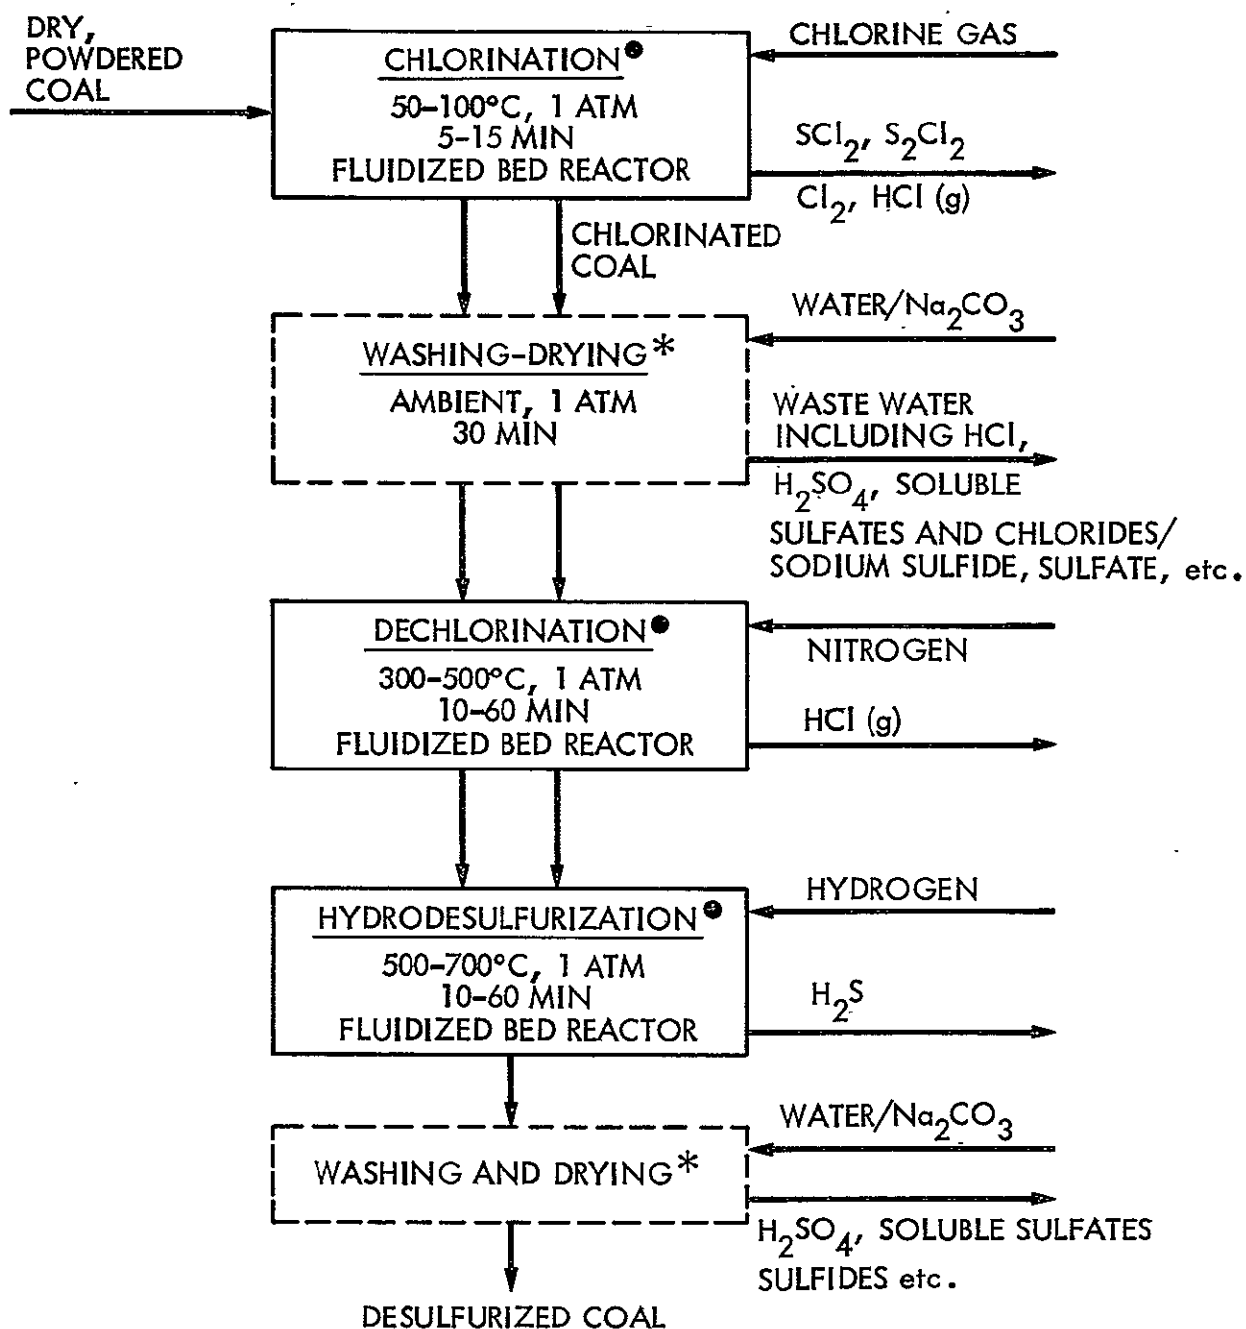 DRY,
POWDERED
COAL
CHLORINATION●
50-100°C, 1 ATM
5-15 MIN
FLUIDIZED BED REACTOR
CHLORINE GAS
SCl₂, S₂Cl₂
Cl₂, HCl (g)
CHLORINATED
COAL
WASHING-DRYING*
AMBIENT, 1 ATM
30 MIN
WATER/Na₂CO₃
WASTE WATER
INCLUDING HCl,
H₂SO₄, SOLUBLE
SULFATES AND CHLORIDES/
SODIUM SULFIDE, SULFATE, etc.
DECHLORINATION●
300-500°C, 1 ATM
10-60 MIN
FLUIDIZED BED REACTOR
NITROGEN
HCl (g)
HYDRODESULFURIZATION●
500-700°C, 1 ATM
10-60 MIN
FLUIDIZED BED REACTOR
HYDROGEN
H₂S
WASHING AND DRYING*
WATER/Na₂CO₃
H₂SO₄, SOLUBLE SULFATES
SULFIDES etc.
DESULFURIZED COAL